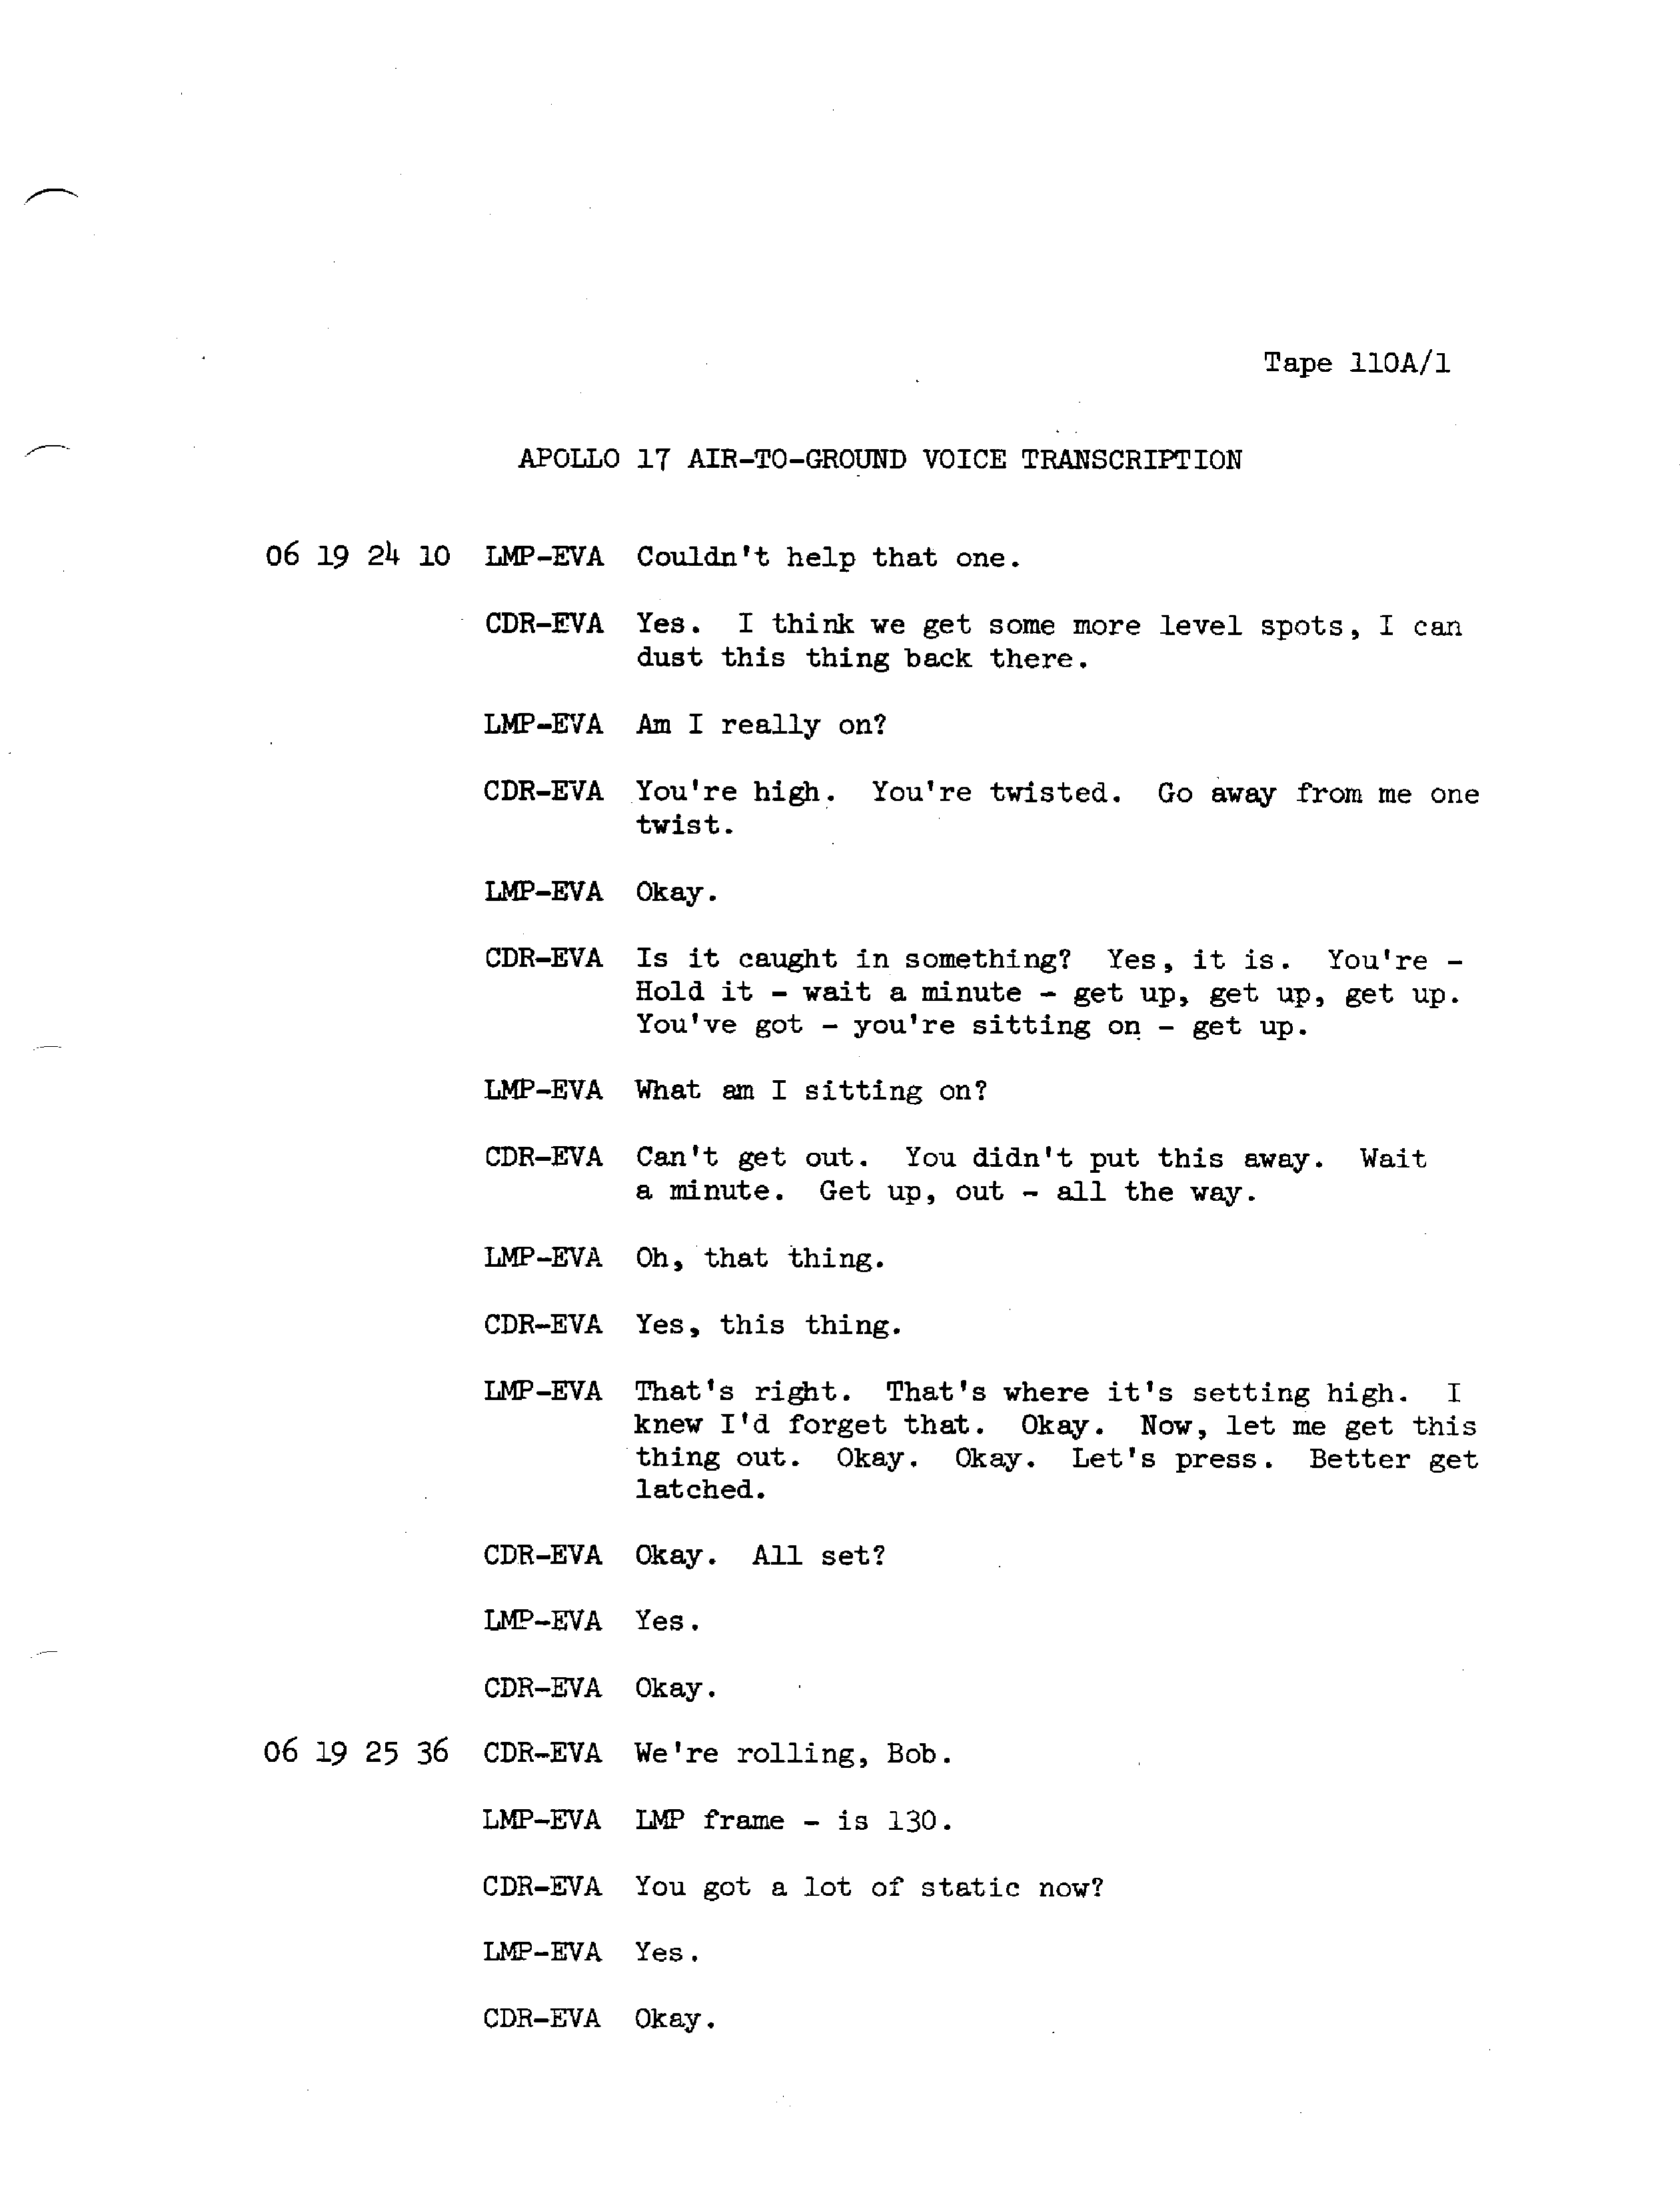 Tape 110A/1
APOLLO 17 AIR-TO-GROUND VOICE TRANSCRIPTION
06 19 24 10 LMP-EVA Couldn't help that one.
CDR-EVA Yes. I think we get some more level spots, I can
dust this thing back there.
LMP-EVA Am I really on?
CDR-EVA You're high. You're twisted. Go away from me one
twist.
LMP-EVA Okay.
CDR-EVA Is it caught in something? Yes, it is. You're -
Hold it - wait a minute - get up, get up, get up.
You've got - you're sitting on - get up.
LMP-EVA What am I sitting on?
CDR-EVA Can't get out. You didn't put this away. Wait
a minute. Get up, out - all the way.
LMP-EVA Oh, that thing.
CDR-EVA Yes, this thing.
LMP-EVA That's right. That's where it's setting high. I
knew I'd forget that. Okay. Now, let me get this
thing out. Okay. Okay. Let's press. Better get
latched.
CDR-EVA Okay. All set?
LMP-EVA Yes.
CDR-EVA Okay.
06 19 25 36 CDR-EVA We're rolling, Bob.
LMP-EVA LMP frame - is 130.
CDR-EVA You got a lot of static now?
LMP-EVA Yes.
CDR-EVA Okay.